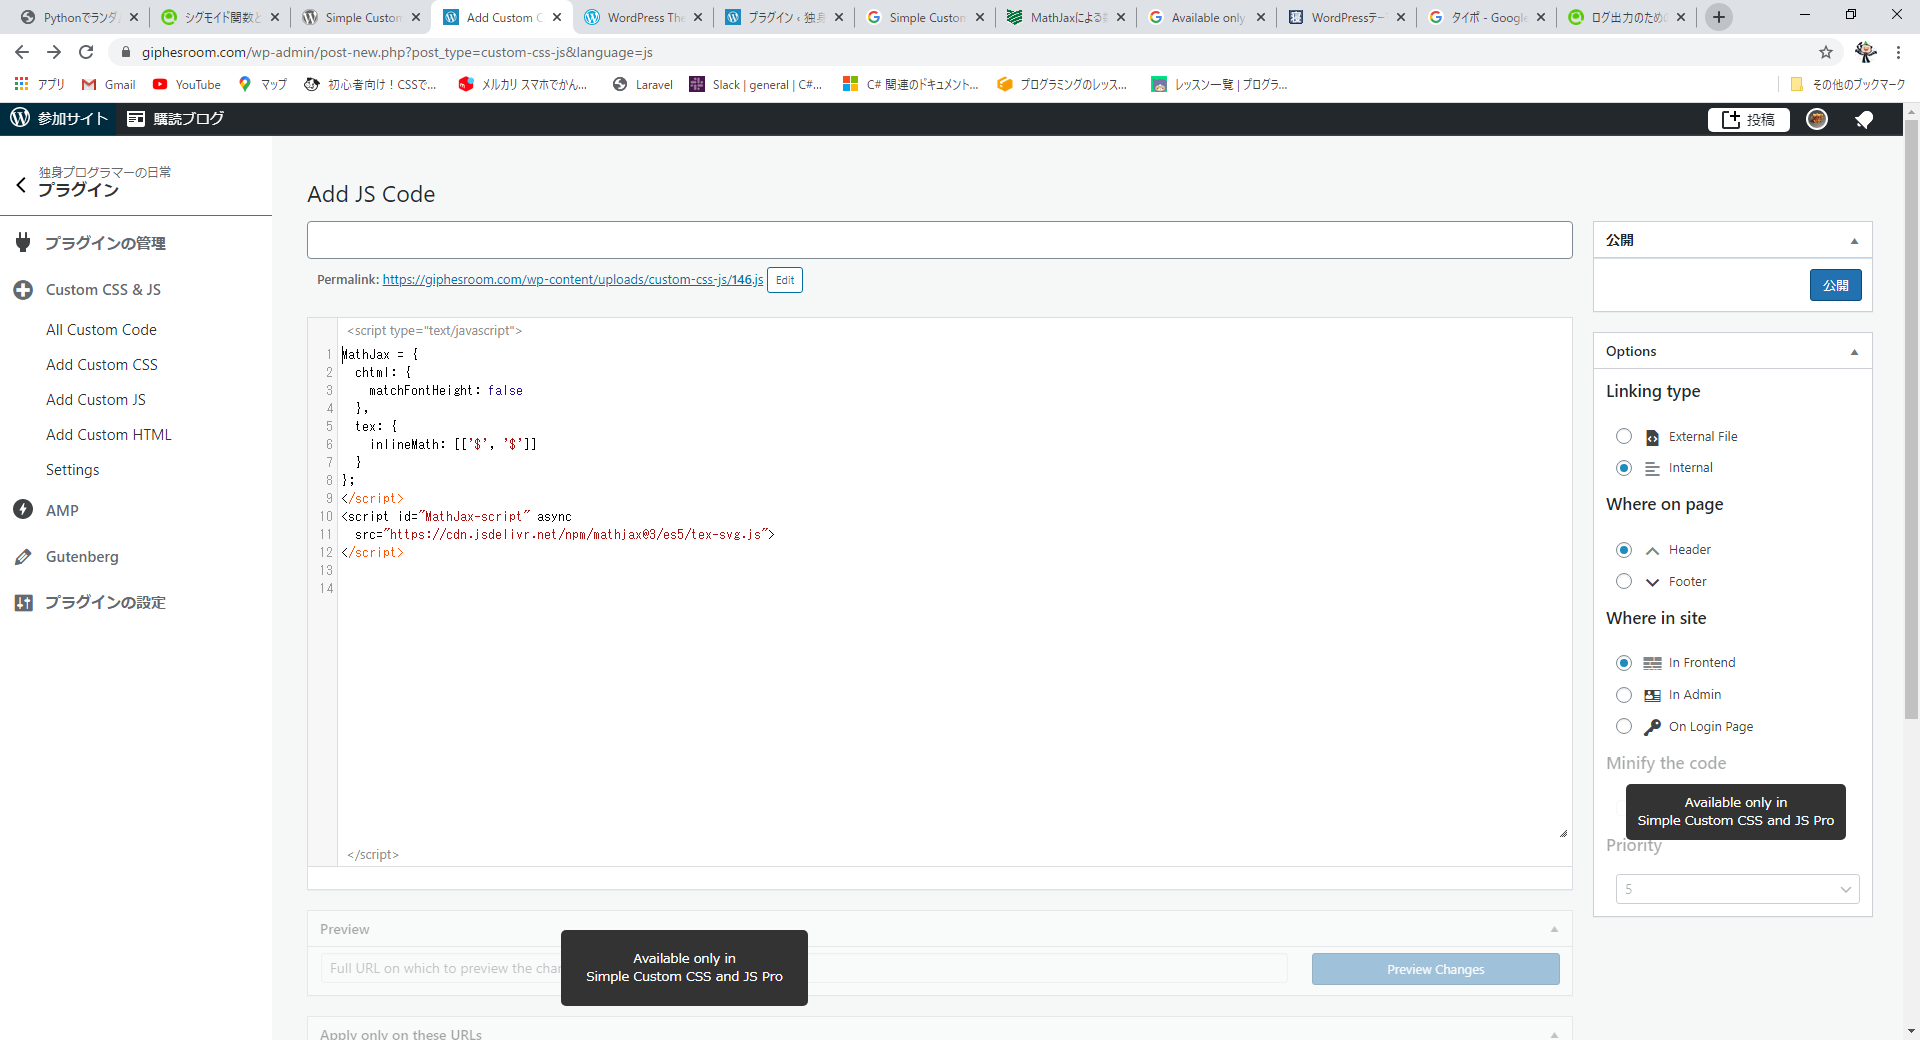 Pythonでランダ
シグモイド関数と
Simple Custom
Add Custom C
WordPress The
プラグイン ‹ 独身
Simple Custom
MathJaxによる
Available only
WordPressテー
タイポ - Google
ログ出力のため
giphesroom.com/wp-admin/post-new.php?post_type=custom-css-js&language=js
アプリ
Gmail
YouTube
マップ
初心者向け！CSSで...
メルカリ スマホでかん...
Laravel
Slack | general | C#...
C# 関連のドキュメント...
プログラミングのレッス...
レッスン一覧 | プログラ...
その他のブックマーク
参加サイト
購読ブログ
投稿
独身プログラマーの日常
プラグイン
プラグインの管理
Custom CSS & JS
All Custom Code
Add Custom CSS
Add Custom JS
Add Custom HTML
Settings
AMP
Gutenberg
プラグインの設定
Add JS Code
Permalink: https://giphesroom.com/wp-content/uploads/custom-css-js/146.js Edit
<script type="text/javascript">
1 MathJax = {
2 chtml: {
3 matchFontHeight: false
4 },
5 tex: {
6 inlineMath: [['$', '$']]
7 }
8 };
9 </script>
10 <script id="MathJax-script" async
11 src="https://cdn.jsdelivr.net/npm/mathjax@3/es5/tex-svg.js">
12 </script>
13
14
</script>
Preview
Full URL on which to preview the char
Available only in
Simple Custom CSS and JS Pro
Preview Changes
Apply only on these URLs
公開
公開
Options
Linking type
External File
Internal
Where on page
Header
Footer
Where in site
In Frontend
In Admin
On Login Page
Minify the code
Available only in
Simple Custom CSS and JS Pro
Priority
5